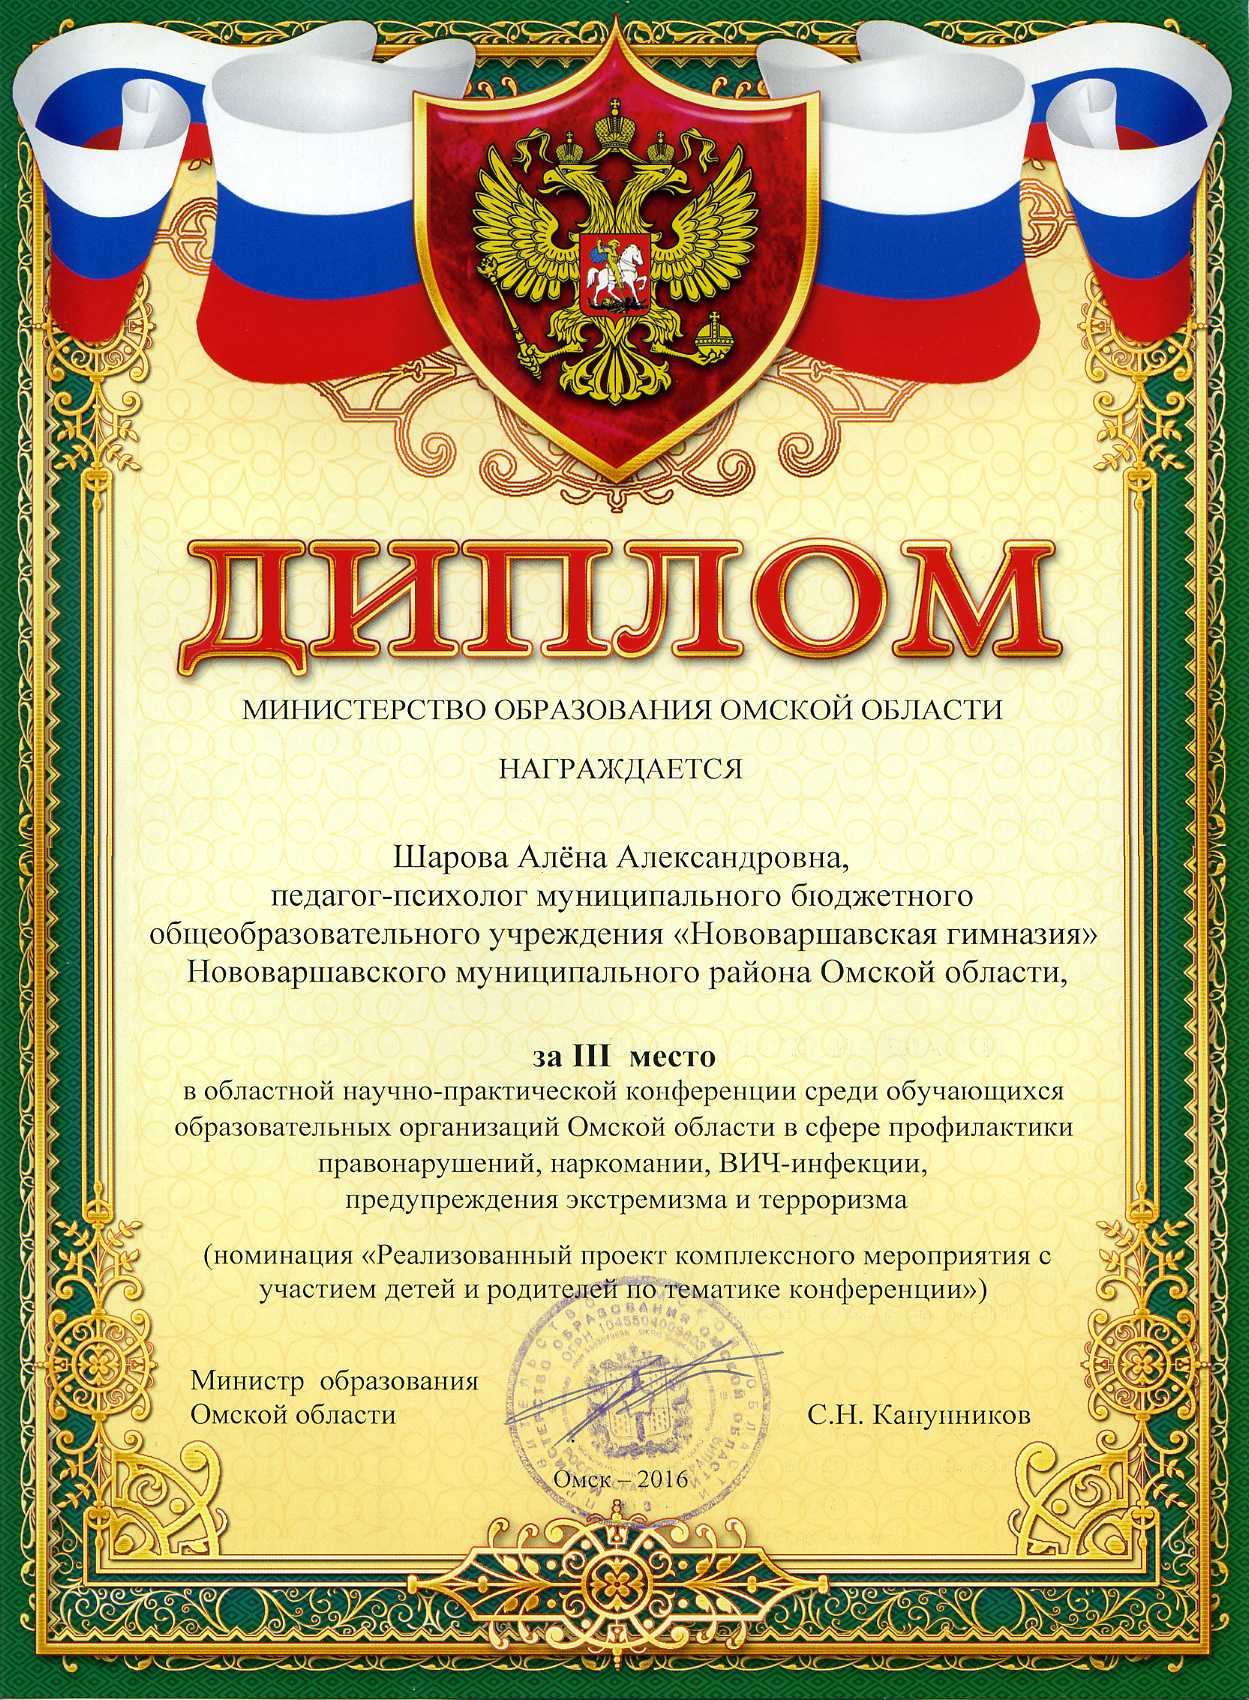 ДИПЛОМ
МИНИСТЕРСТВО ОБРАЗОВАНИЯ ОМСКОЙ ОБЛАСТИ
НАГРАЖДАЕТСЯ
Шарова Алёна Александровна,
педагог-психолог муниципального бюджетного
общеобразовательного учреждения «Нововаршавская гимназия»
Нововаршавского муниципального района Омской области,
за III место
в областной научно-практической конференции среди обучающихся
образовательных организаций Омской области в сфере профилактики
правонарушений, наркомании, ВИЧ-инфекции,
предупреждения экстремизма и терроризма
(номинация «Реализованный проект комплексного мероприятия с
участием детей и родителей по тематике конференции»)
Министр образования
Омской области
С.Н. Канунников
Омск – 2016